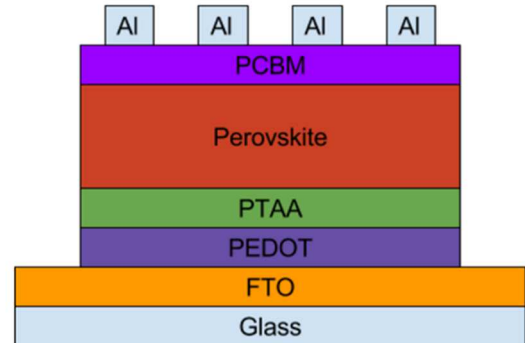 Al Al Al Al
PCBM
Perovskite
PTAA
PEDOT
FTO
Glass